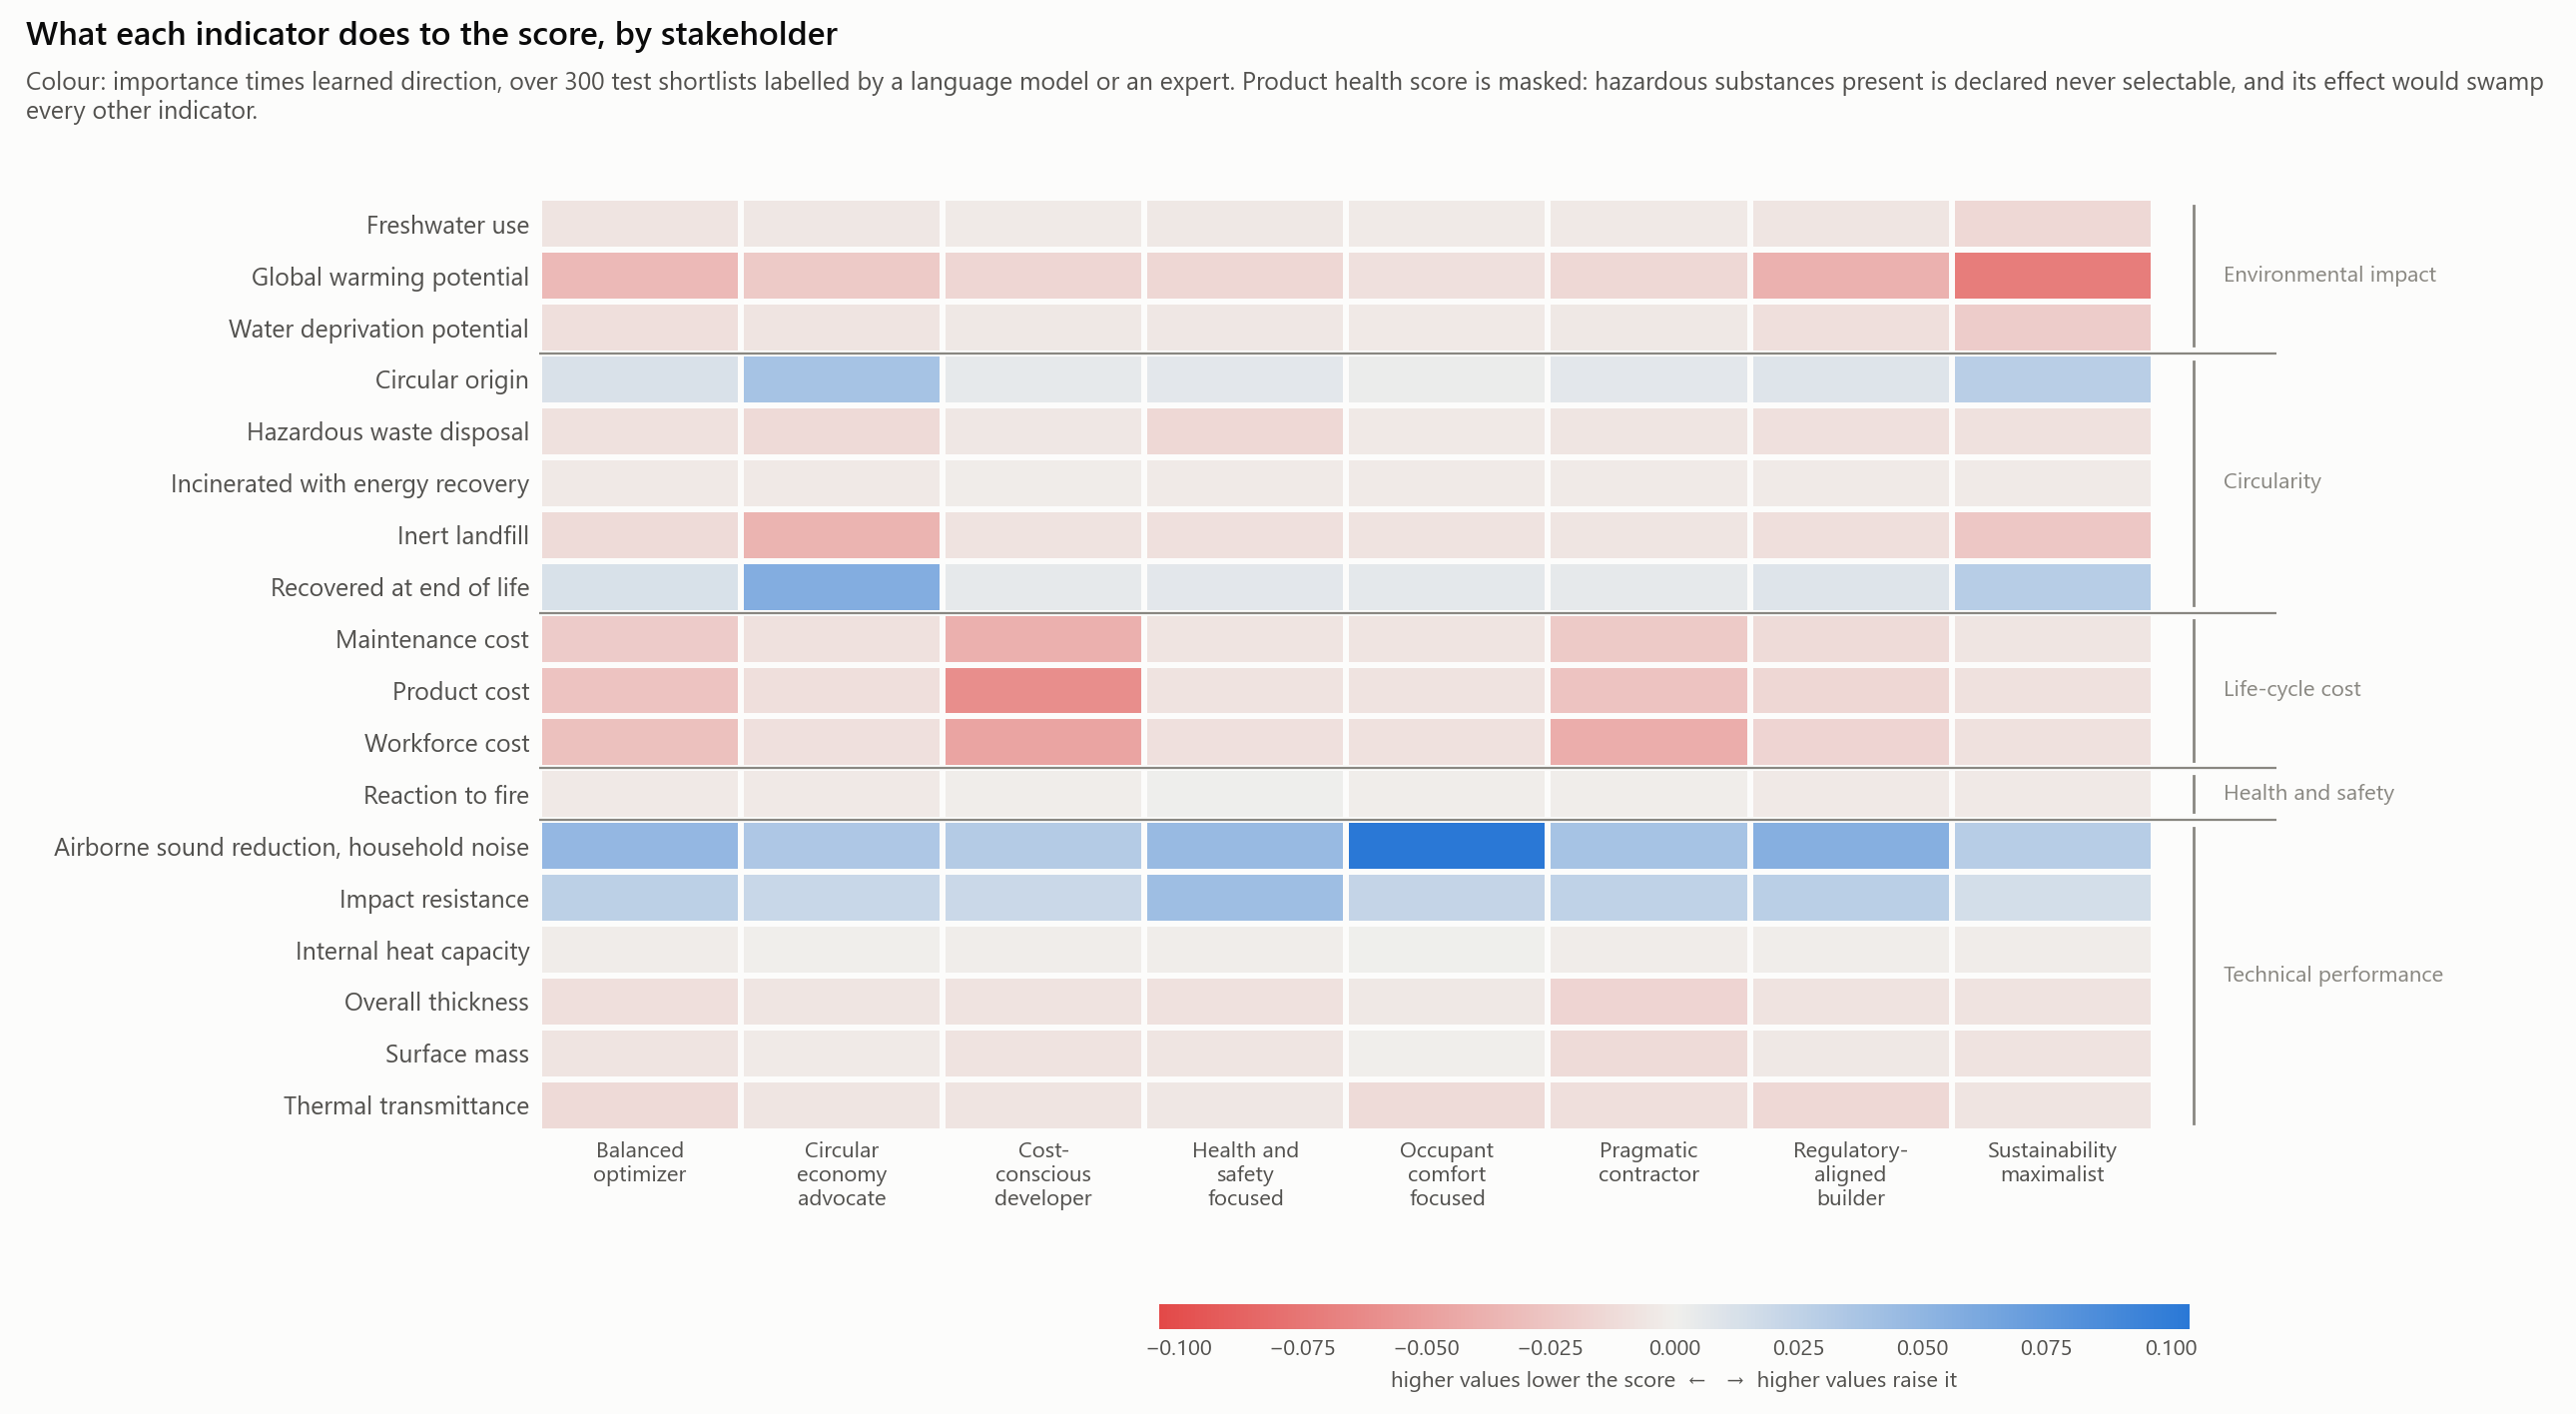 What each indicator does to the score, by stakeholder
Colour: importance times learned direction, over 300 test shortlists labelled by a language model or an expert. Product health score is masked: hazardous substances present is declared never selectable, and its effect would swamp
every other indicator.
Freshwater use
Global warming potential
Environmental impact
Water deprivation potential
Circular origin
Hazardous waste disposal
Incinerated with energy recovery
Circularity
Inert landfill
Recovered at end of life
Maintenance cost
Product cost
Life-cycle cost
Workforce cost
Reaction to fire
Health and safety
Airborne sound reduction, household noise
Impact resistance
Internal heat capacity
Technical performance
Overall thickness
Surface mass
Thermal transmittance
Balanced
optimizer
Circular
economy
advocate
Cost-
conscious
developer
Health and
safety
focused
Occupant
comfort
focused
Pragmatic
contractor
Regulatory-
aligned
builder
Sustainability
maximalist
−0.100 −0.075 −0.050 −0.025 0.000 0.025 0.050 0.075 0.100
higher values lower the score ← → higher values raise it